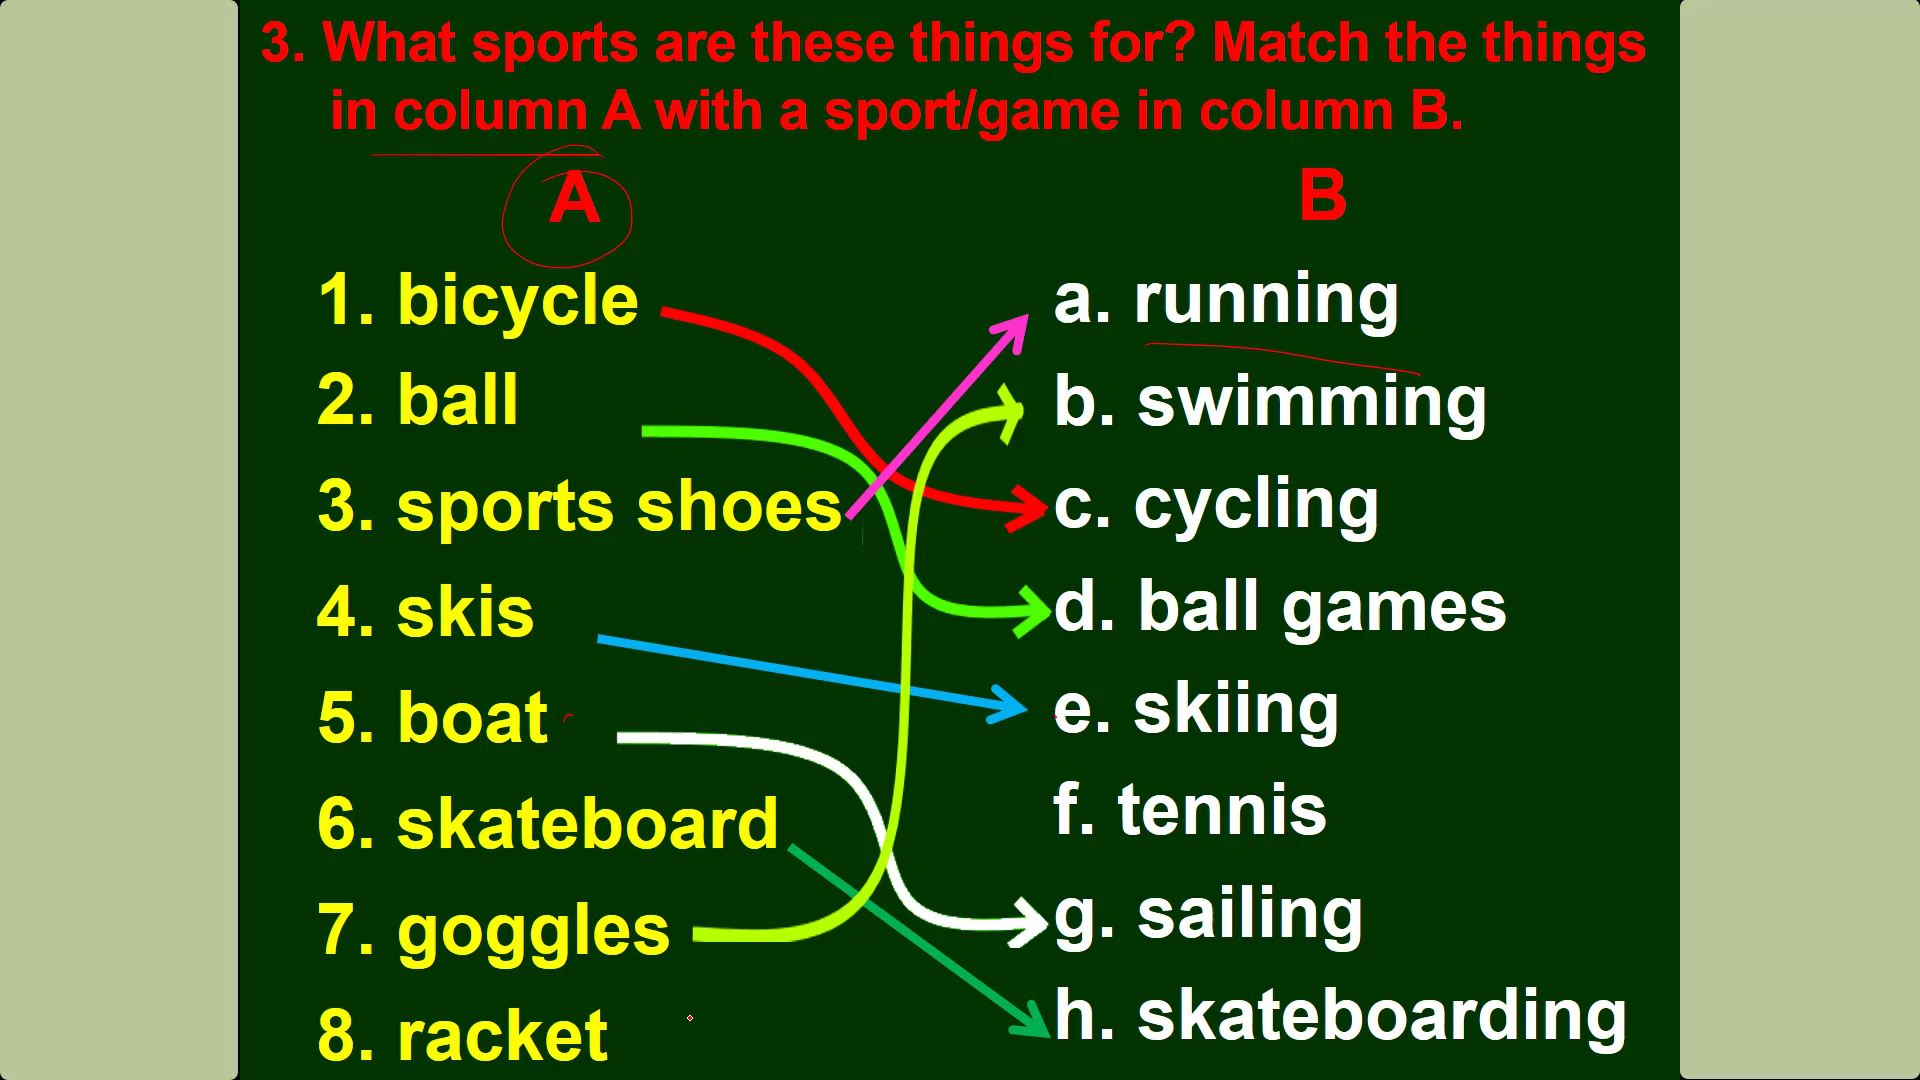 3. What sports are these things for? Match the things
in column A with a sport/game in column B.
A
B
1. bicycle
a. running
2. ball
b. swimming
3. sports shoes
c. cycling
4. skis
d. ball games
5. boat
e. skiing
6. skateboard
f. tennis
7. goggles
g. sailing
8. racket
h. skateboarding